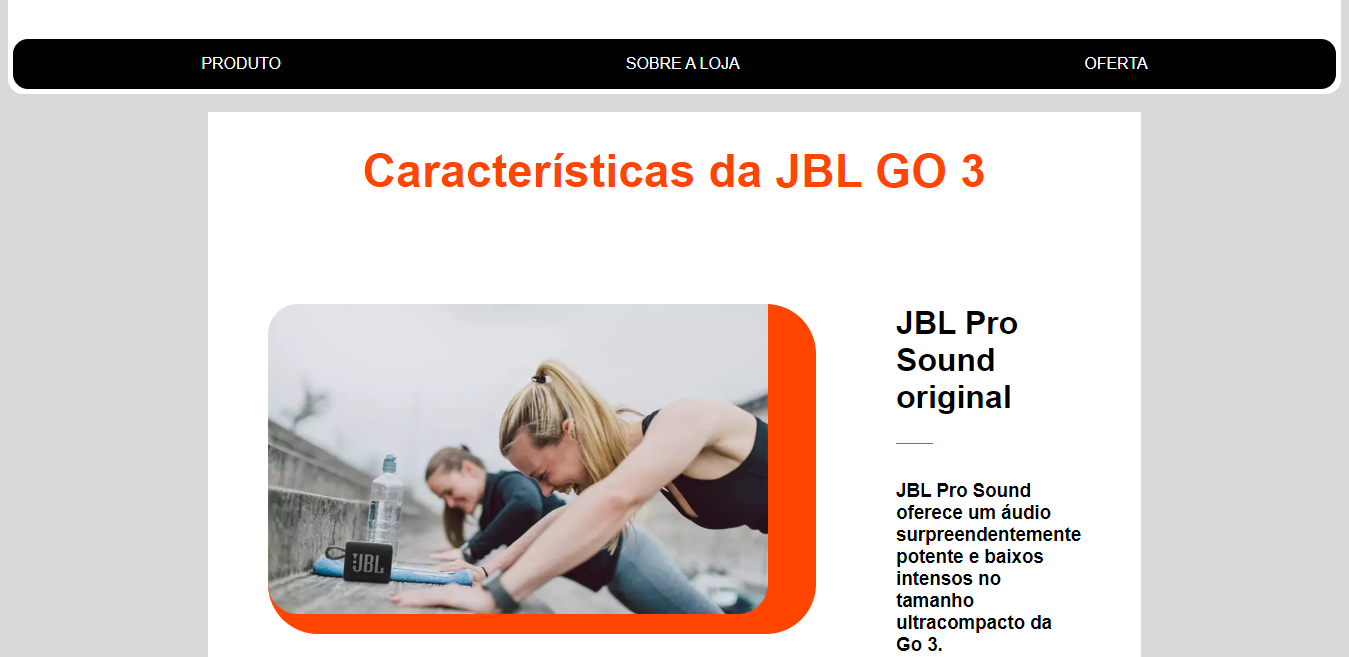 PRODUTO
SOBRE A LOJA
OFERTA
Características da JBL GO 3
JBL Pro
Sound
original
JBL Pro Sound
oferece um áudio
surpreendentemente
potente e baixos
intensos no
tamanho
ultracompacto da
Go 3.
JBL